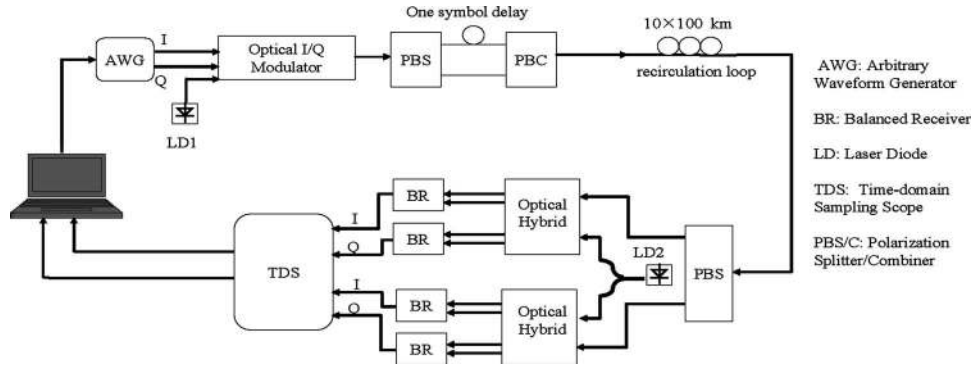 One symbol delay
10×100 km
I
AWG
Q
Optical I/Q
Modulator
PBS
PBC
recirculation loop
LD1
AWG: Arbitrary
Waveform Generator
BR: Balanced Receiver
LD: Laser Diode
TDS: Time-domain
Sampling Scope
PBS/C: Polarization
Splitter/Combiner
TDS
I
Q
I
Q
BR
BR
BR
BR
Optical
Hybrid
Optical
Hybrid
LD2
PBS